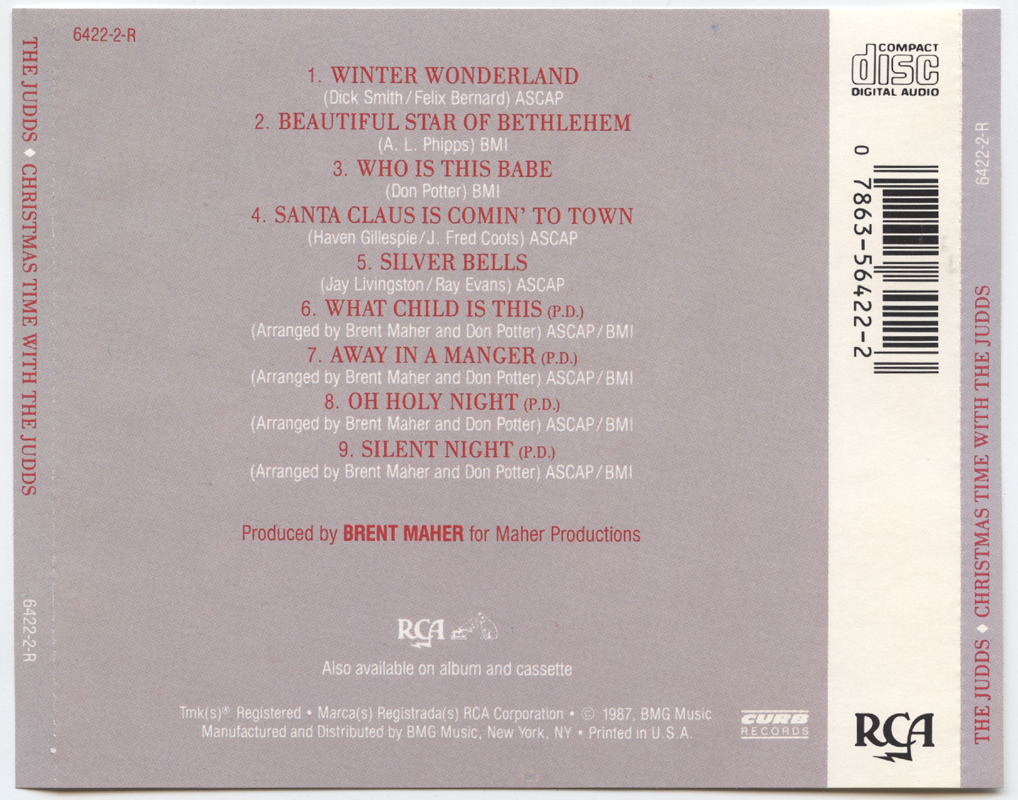 6422-2-R
THE JUDDS ♦ CHRISTMAS TIME WITH THE JUDDS
6422-2-R
1. WINTER WONDERLAND
(Dick Smith/Felix Bernard) ASCAP
2. BEAUTIFUL STAR OF BETHLEHEM
(A. L. Phipps) BMI
3. WHO IS THIS BABE
(Don Potter) BMI
4. SANTA CLAUS IS COMIN' TO TOWN
(Haven Gillespie/J. Fred Coots) ASCAP
5. SILVER BELLS
(Jay Livingston/Ray Evans) ASCAP
6. WHAT CHILD IS THIS (P.D.)
(Arranged by Brent Maher and Don Potter) ASCAP/BMI
7. AWAY IN A MANGER (P.D.)
(Arranged by Brent Maher and Don Potter) ASCAP/BMI
8. OH HOLY NIGHT (P.D.)
(Arranged by Brent Maher and Don Potter) ASCAP/BMI
9. SILENT NIGHT (P.D.)
(Arranged by Brent Maher and Don Potter) ASCAP/BMI
Produced by BRENT MAHER for Maher Productions
RCA
Also available on album and cassette
Tmk(s)® Registered • Marca(s) Registrada(s) RCA Corporation • © 1987, BMG Music
Manufactured and Distributed by BMG Music, New York, NY • Printed in U.S.A.
CURB
RECORDS
COMPACT
disc
DIGITAL AUDIO
0 7863-56422-2
RCA
6422-2-R
THE JUDDS ♦ CHRISTMAS TIME WITH THE JUDDS